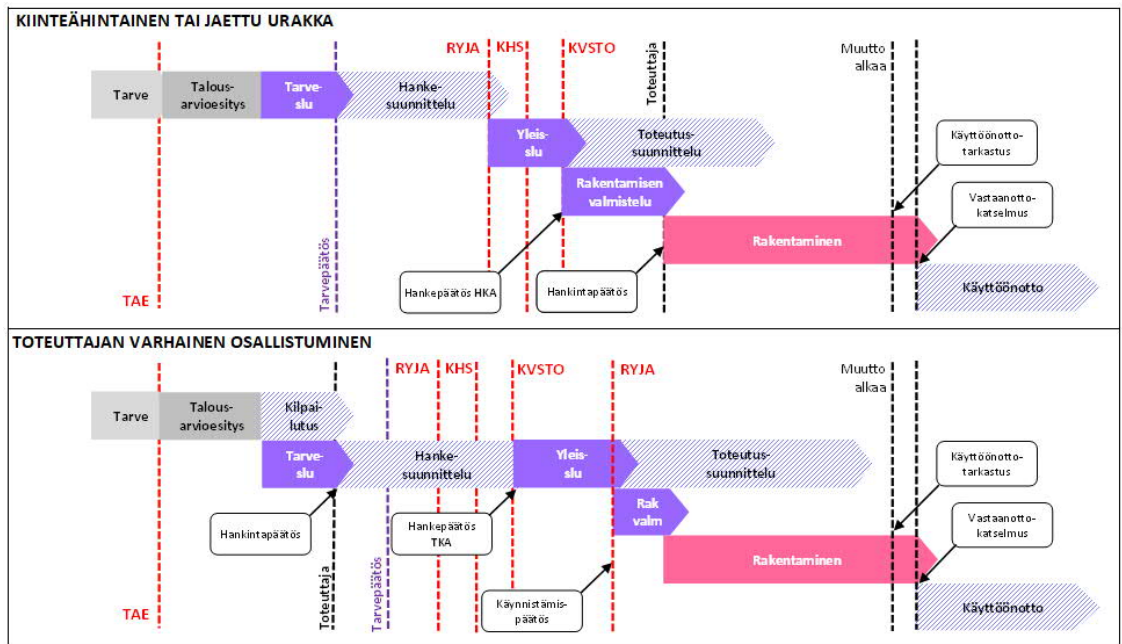 KIINTEÄHINTAINEN TAI JAETTU URAKKA
RYJA
KHS
KVSTO
Toteuttaja
Muutto
alkaa
Tarve
Talous-
arvioesitys
Tarve-
slu
Hanke-
suunnittelu
Yleis-
slu
Toteutus-
suunnittelu
Käyttöönotto-
tarkastus
Rakentamisen
valmistelu
Vastaanotto-
katselmus
Rakentaminen
Tarvepäätös
Hankepäätös HKA
Hankintapäätös
Käyttöönotto
TAE
TOTEUTTAJAN VARHAINEN OSALLISTUMINEN
RYJA
KHS
KVSTO
RYJA
Muutto
alkaa
Tarve
Talous-
arvioesitys
Kilpai-
lutus
Tarve-
slu
Hanke-
suunnittelu
Yleis-
slu
Toteutus-
suunnittelu
Käyttöönotto-
tarkastus
Hankintapäätös
Hankepäätös
TKA
Rak
valm
Vastaanotto-
katselmus
Rakentaminen
Toteuttaja
Tarvepäätös
Käynnistämis-
päätös
Käyttöönotto
TAE